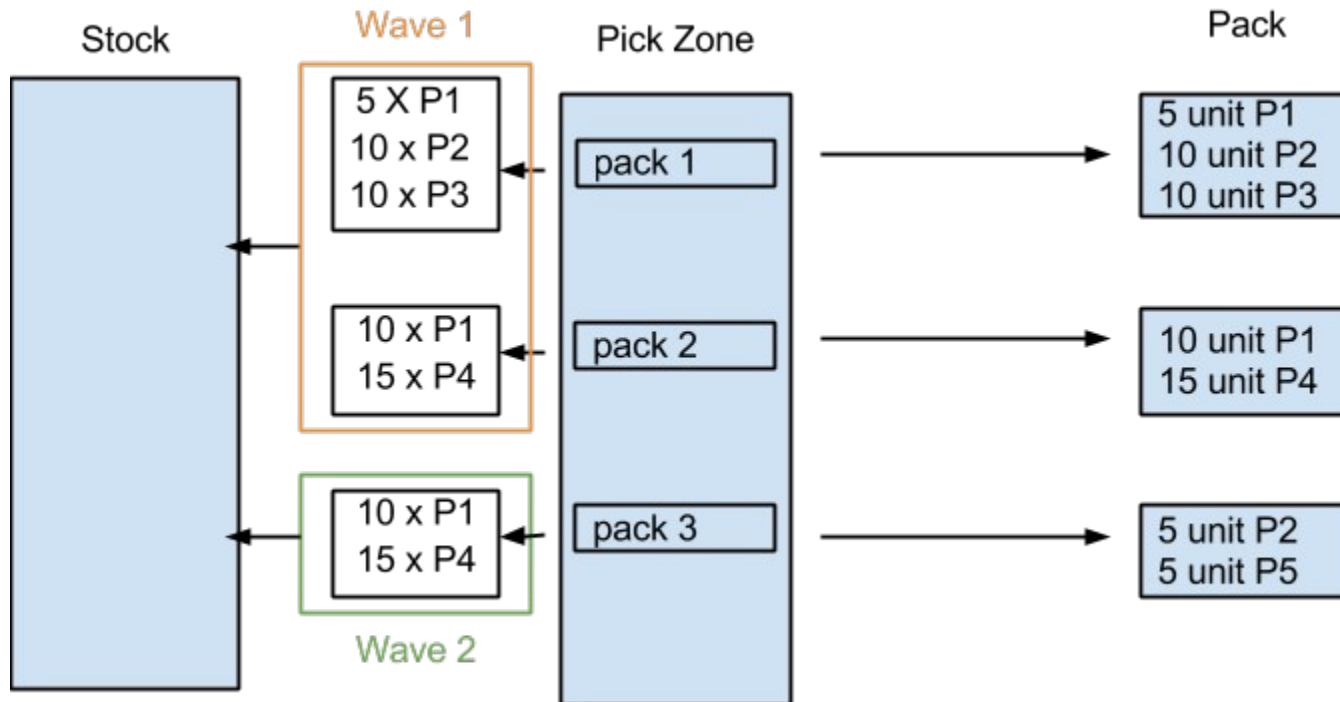 Stock
Wave 1
Pick Zone
Pack
5 X P1
10 x P2
10 x P3
pack 1
5 unit P1
10 unit P2
10 unit P3
10 x P1
15 x P4
pack 2
10 unit P1
15 unit P4
10 x P1
15 x P4
pack 3
5 unit P2
5 unit P5
Wave 2